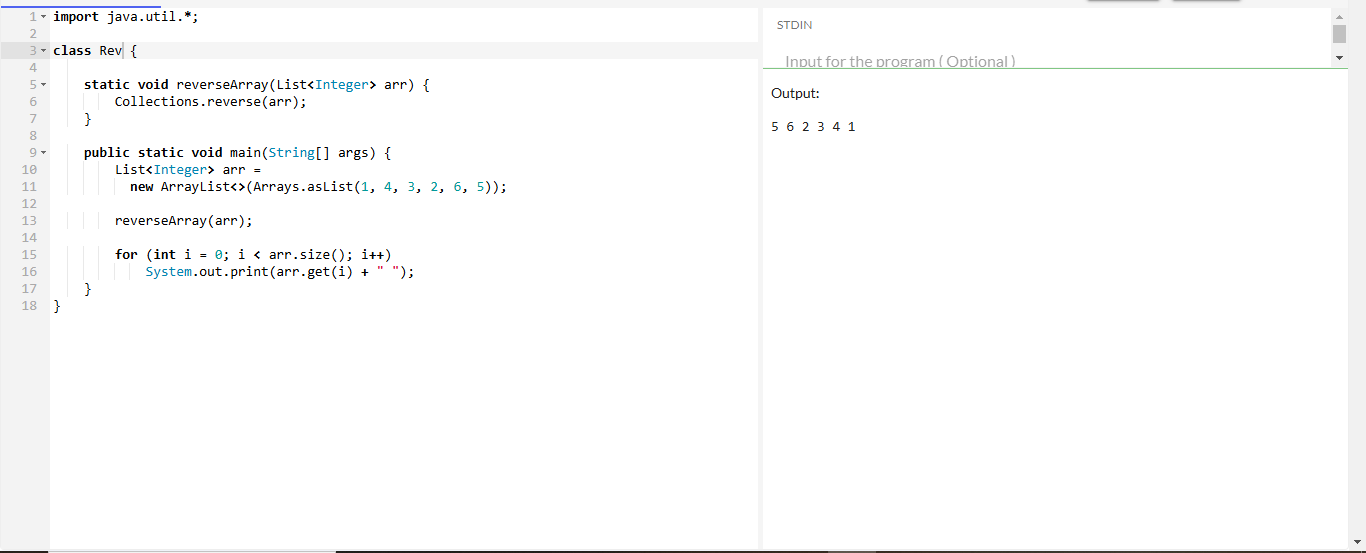 1 import java.util.*;
2
3 class Rev {
4
5     static void reverseArray(List<Integer> arr) {
6         Collections.reverse(arr);
7     }
8
9     public static void main(String[] args) {
10         List<Integer> arr =
11           new ArrayList<>(Arrays.asList(1, 4, 3, 2, 6, 5));
12
13         reverseArray(arr);
14
15         for (int i = 0; i < arr.size(); i++)
16             System.out.print(arr.get(i) + " ");
17     }
18 }
STDIN
Input for the program ( Optional )
Output:
5 6 2 3 4 1